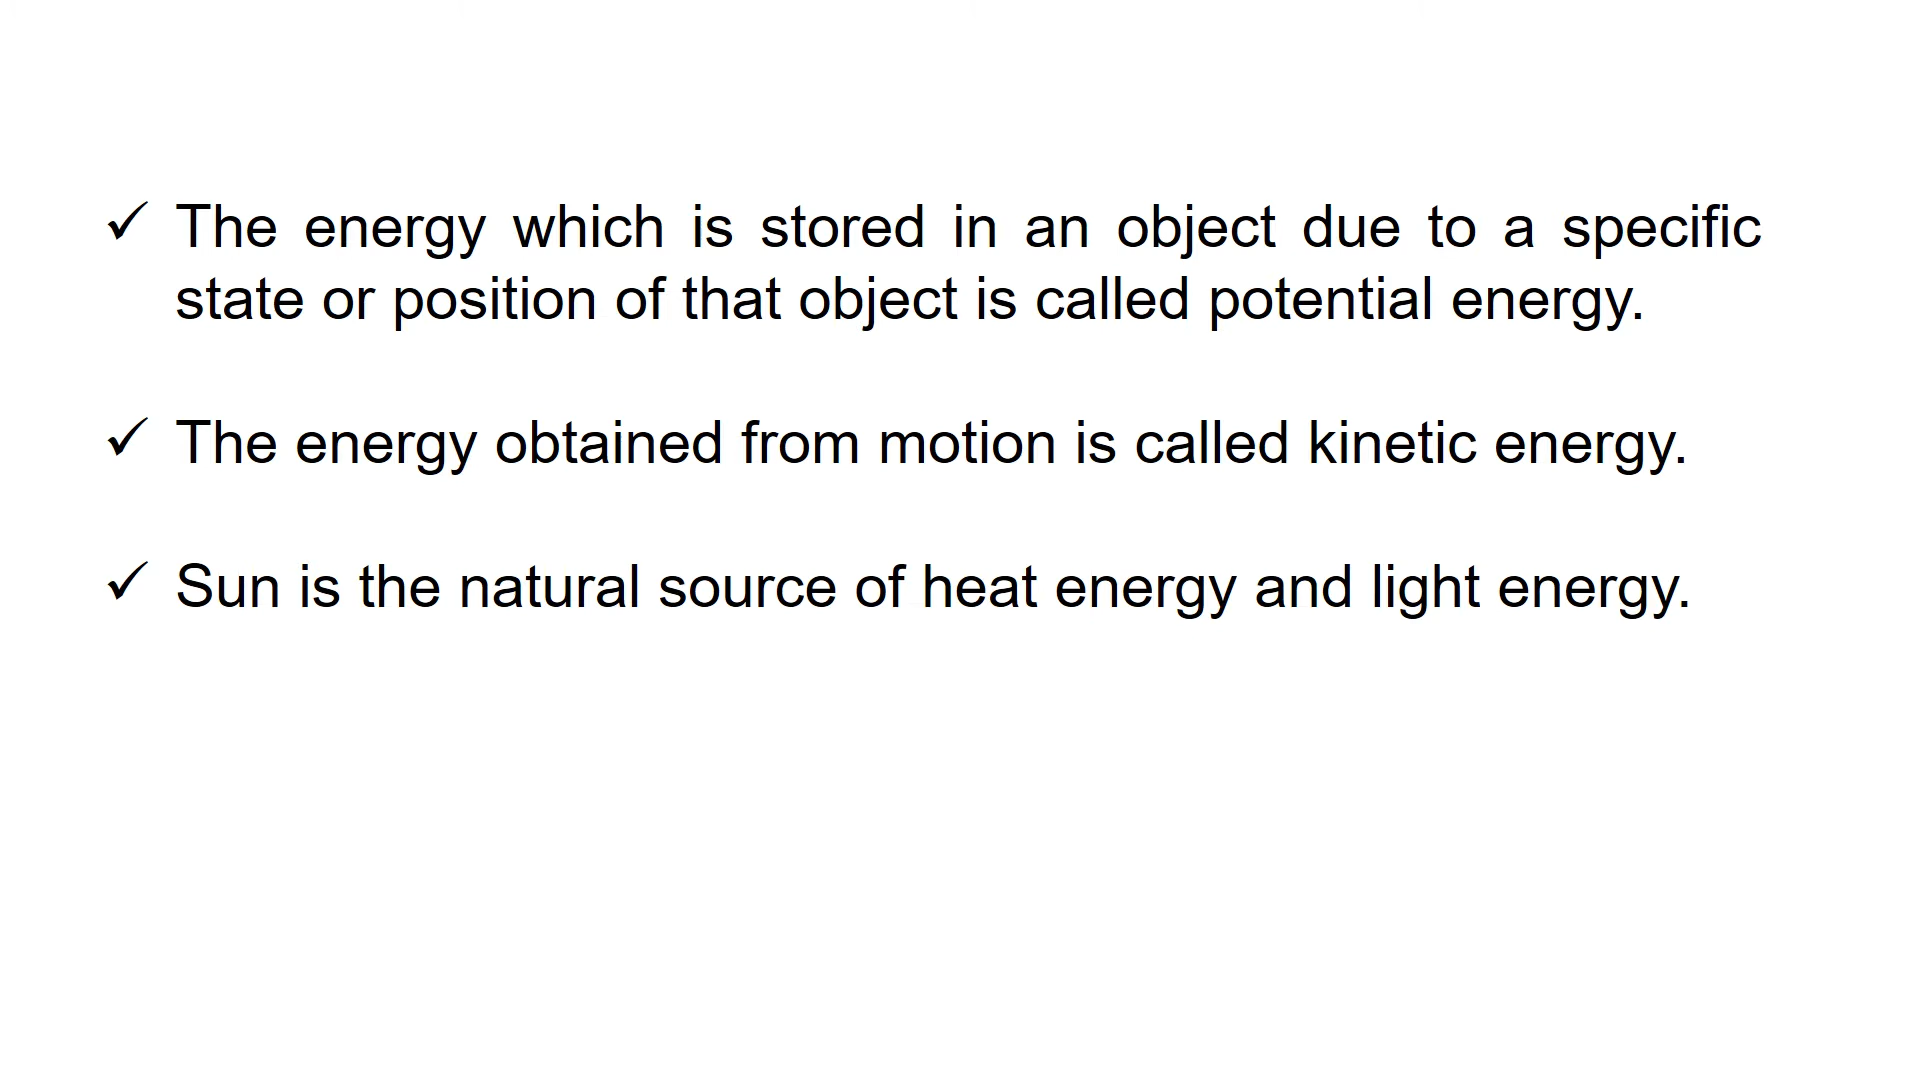 ✓ The energy which is stored in an object due to a specific
state or position of that object is called potential energy.
✓ The energy obtained from motion is called kinetic energy.
✓ Sun is the natural source of heat energy and light energy.